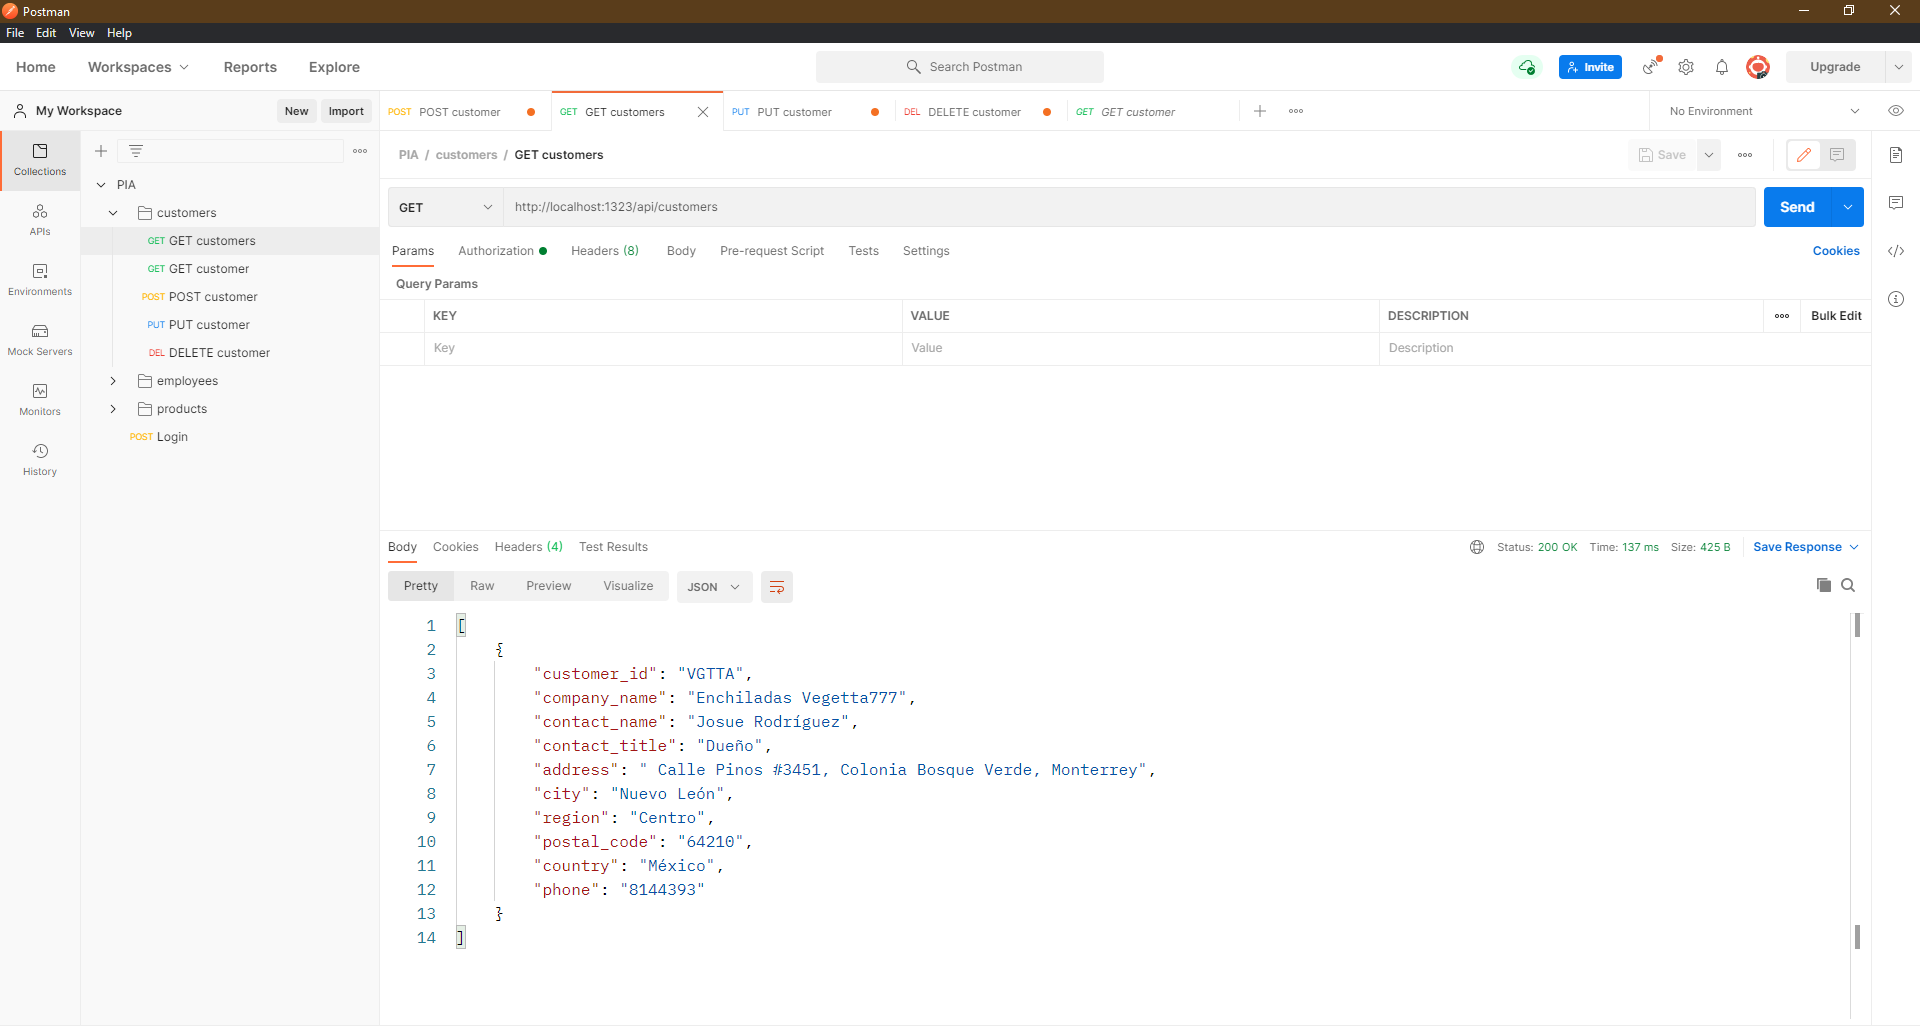 Postman
File Edit View Help
Home Workspaces Reports Explore Search Postman Invite Upgrade
My Workspace New Import
POST POST customer GET GET customers PUT PUT customer DEL DELETE customer GET GET customer No Environment
Collections
APIs
Environments
Mock Servers
Monitors
History
PIA
customers
GET GET customers
GET GET customer
POST POST customer
PUT PUT customer
DEL DELETE customer
employees
products
POST Login
PIA / customers / GET customers Save
GET http://localhost:1323/api/customers Send
Params Authorization Headers (8) Body Pre-request Script Tests Settings Cookies
Query Params
KEY VALUE DESCRIPTION Bulk Edit
Key Value Description
Body Cookies Headers (4) Test Results Status: 200 OK Time: 137 ms Size: 425 B Save Response
Pretty Raw Preview Visualize JSON
1 [
2 {
3 "customer_id": "VGTTA",
4 "company_name": "Enchiladas Vegetta777",
5 "contact_name": "Josue Rodríguez",
6 "contact_title": "Dueño",
7 "address": " Calle Pinos #3451, Colonia Bosque Verde, Monterrey",
8 "city": "Nuevo León",
9 "region": "Centro",
10 "postal_code": "64210",
11 "country": "México",
12 "phone": "8144393"
13 }
14 ]